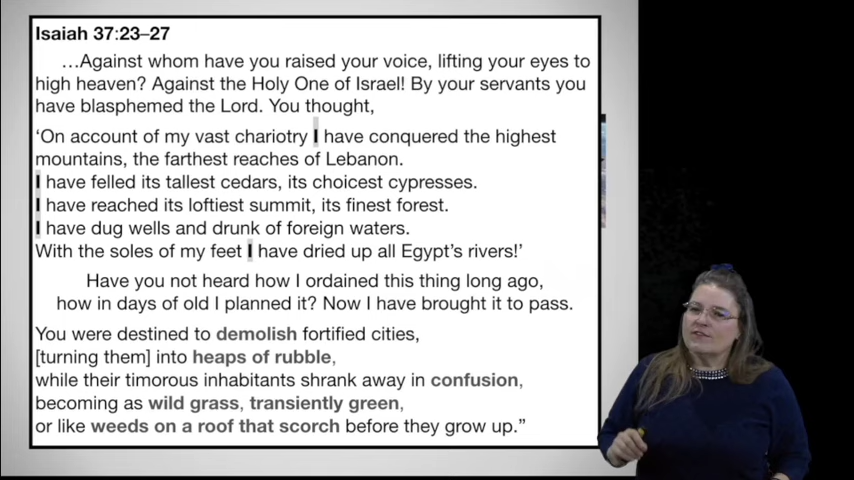 Isaiah 37:23–27
…Against whom have you raised your voice, lifting your eyes to
high heaven? Against the Holy One of Israel! By your servants you
have blasphemed the Lord. You thought,
‘On account of my vast chariotry I have conquered the highest
mountains, the farthest reaches of Lebanon.
I have felled its tallest cedars, its choicest cypresses.
I have reached its loftiest summit, its finest forest.
I have dug wells and drunk of foreign waters.
With the soles of my feet I have dried up all Egypt’s rivers!’
Have you not heard how I ordained this thing long ago,
how in days of old I planned it? Now I have brought it to pass.
You were destined to demolish fortified cities,
[turning them] into heaps of rubble,
while their timorous inhabitants shrank away in confusion,
becoming as wild grass, transiently green,
or like weeds on a roof that scorch before they grow up.”